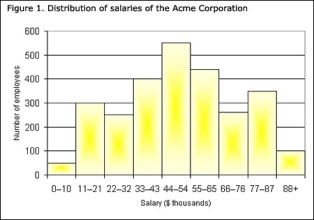 Figure 1. Distribution of salaries of the Acme Corporation
600
500
400
300
200
100
0
Number of employees
0–10 11–21 22–32 33–43 44–54 55–65 66–76 77–87 88+
Salary ($ thousands)